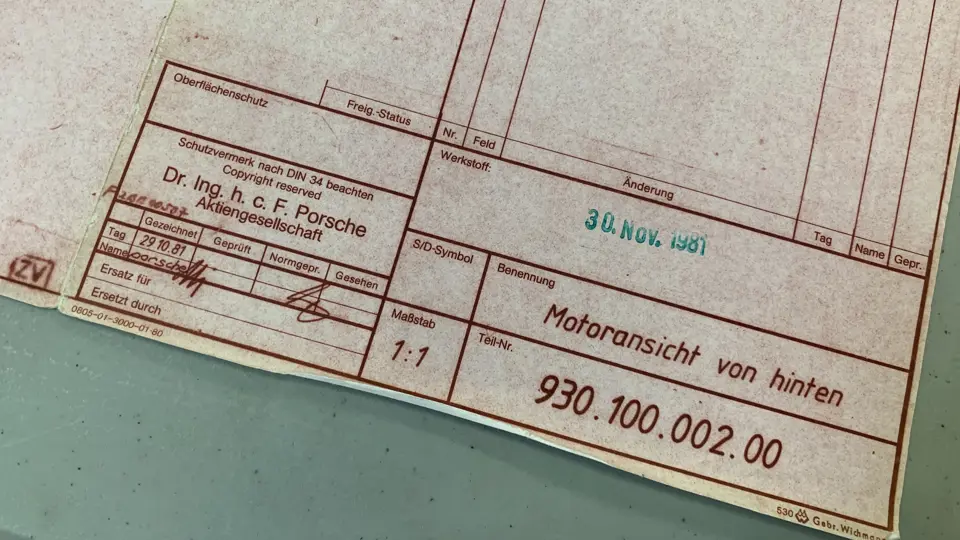 Oberflächenschutz
Freig.-Status
Nr.
Feld
Änderung
Tag
Name
Gepr.
Schutzvermerk nach DIN 34 beachten
Copyright reserved
Dr. Ing. h. c. F. Porsche
Aktiengesellschaft
Gezeichnet
Geprüft
Normgepr.
Gesehen
Tag
29.10.81
Name
Ersatz für
Ersetzt durch
0805-01-3000-01-80
Werkstoff:
30. Nov. 1981
S/D-Symbol
Benennung
Motoransicht von hinten
Maßstab
1:1
Teil-Nr.
930.100.002.00
ZV
530
Gebr. Wichmann